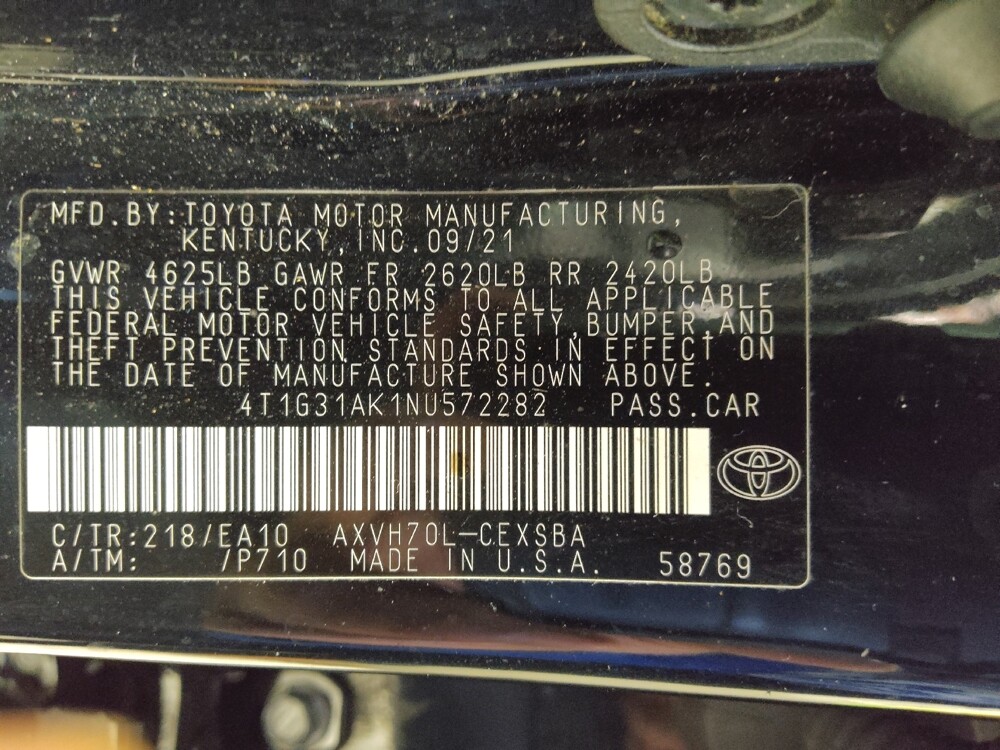 MFD.BY:TOYOTA MOTOR MANUFACTURING,
KENTUCKY, INC. 09/21
GVWR 4625LB GAWR FR 2620LB RR 2420LB
THIS VEHICLE CONFORMS TO ALL APPLICABLE
FEDERAL MOTOR VEHICLE SAFETY,BUMPER,AND
THEFT PREVENTION STANDARDS IN EFFECT ON
THE DATE OF MANUFACTURE SHOWN ABOVE.
4T1G31AK1NU572282 PASS.CAR
C/TR:218/EA10 AXVH70L-CEXSBA
A/TM: /P710 MADE IN U.S.A. 58769